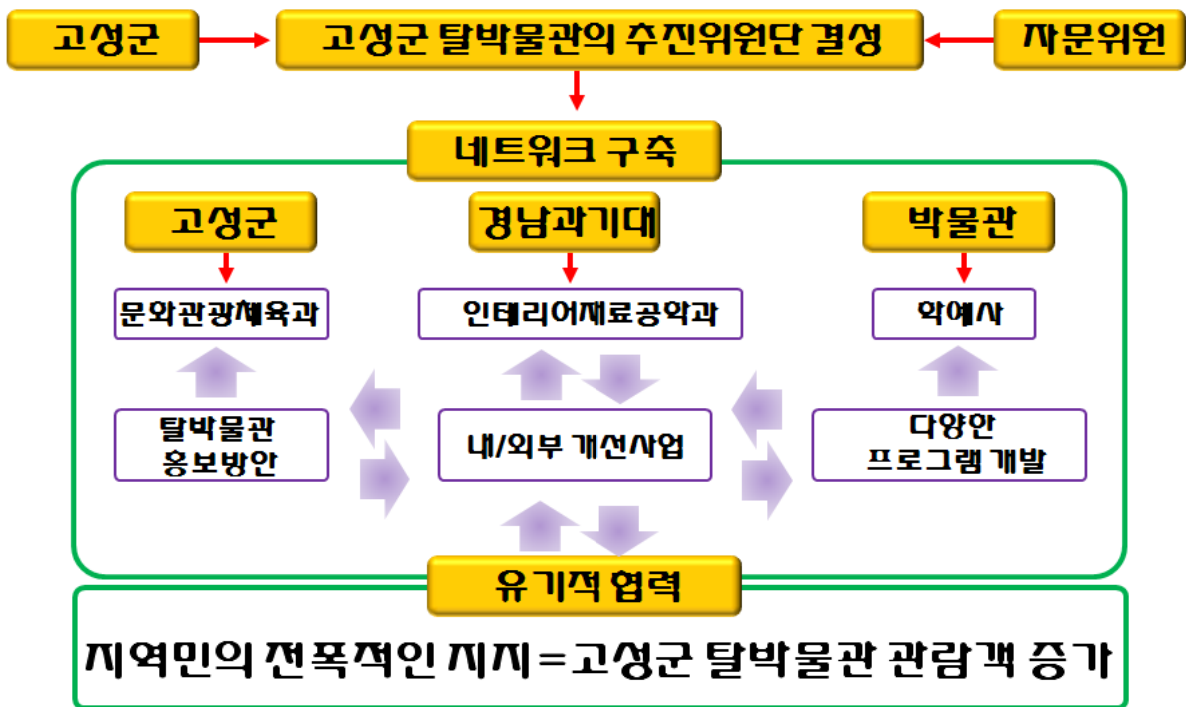 고성군
고성군 탈박물관의 추진위원단 결성
자문위원
네트워크 구축
고성군
경남과기대
박물관
문화관광체육과
인테리어재료공학과
학예사
탈박물관
홍보방안
내/외부 개선사업
다양한
프로그램 개발
유기적 협력
지역민의 전폭적인 지지=고성군 탈박물관 관람객 증가